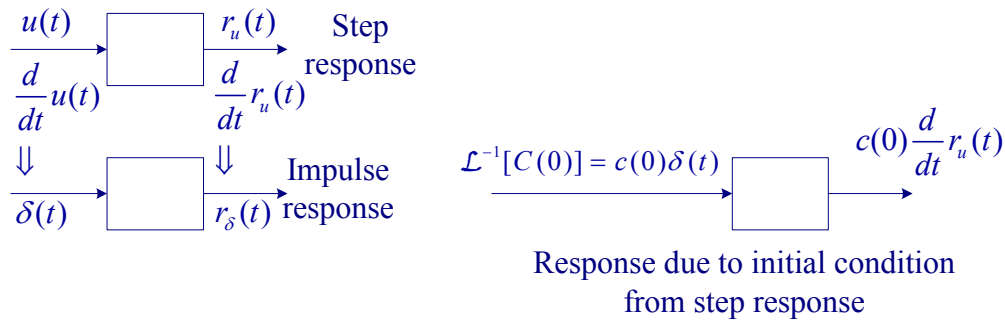 u(t)
r_u(t)
Step
response
d/dt u(t)
d/dt r_u(t)
⇓
⇓
δ(t)
r_δ(t)
Impulse
response
ℒ⁻¹[C(0)] = c(0)δ(t)
c(0) d/dt r_u(t)
Response due to initial condition
from step response